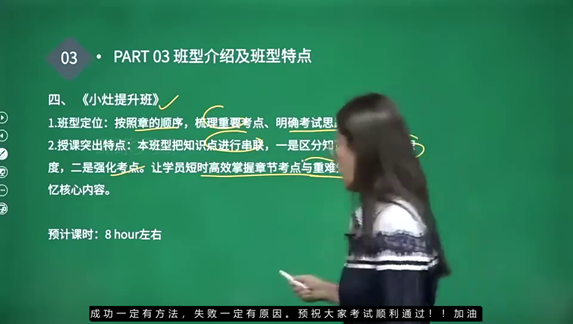 03 • PART 03 班型介绍及班型特点
四、《小灶提升班》
1.班型定位：按照章的顺序，梳理重要考点、明确考试思
2.授课突出特点：本班型把知识点进行串联，一是区分知
度，二是强化考点。让学员短时高效掌握章节考点与重难
忆核心内容。
预计课时：8 hour左右
成功一定有方法，失败一定有原因。预祝大家考试顺利通过！！加油